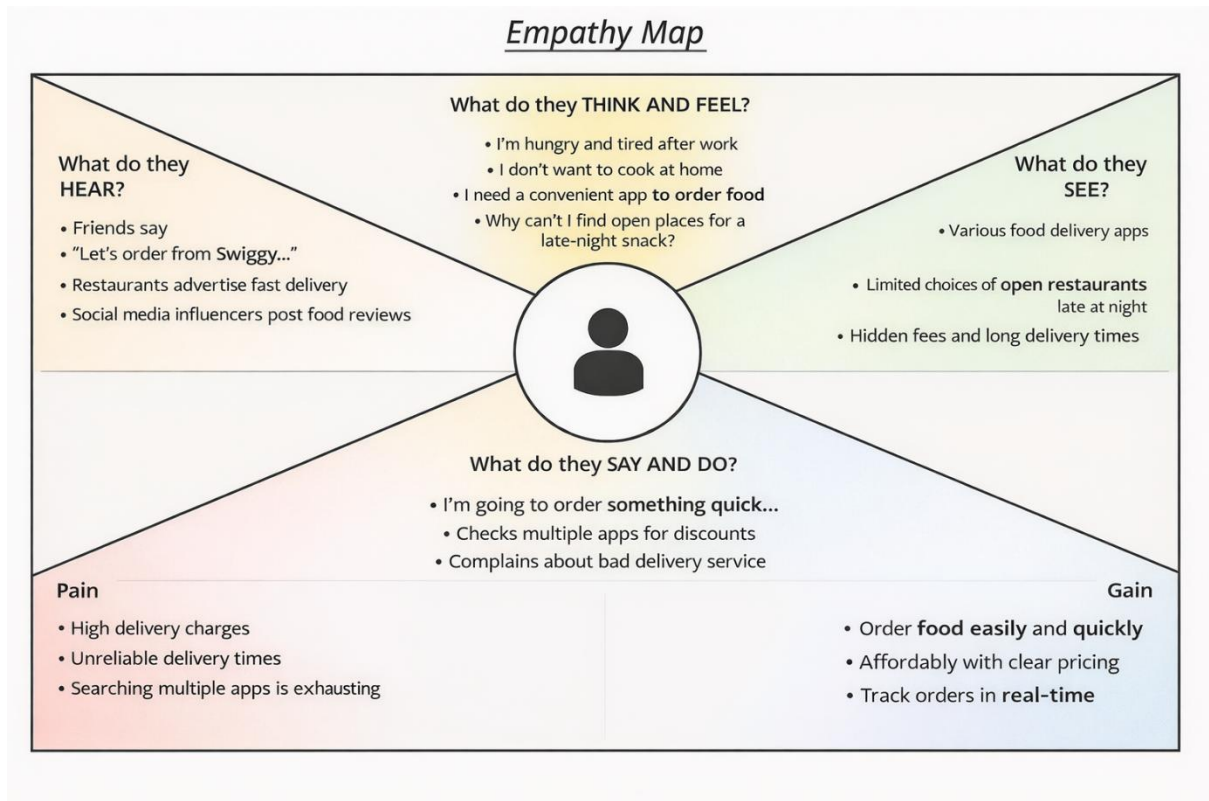 Empathy Map
What do they THINK AND FEEL?
• I'm hungry and tired after work
• I don't want to cook at home
• I need a convenient app to order food
• Why can't I find open places for a
late-night snack?
What do they
HEAR?
• Friends say
• "Let's order from Swiggy..."
• Restaurants advertise fast delivery
• Social media influencers post food reviews
What do they
SEE?
• Various food delivery apps
• Limited choices of open restaurants
late at night
• Hidden fees and long delivery times
What do they SAY AND DO?
• I'm going to order something quick...
• Checks multiple apps for discounts
• Complains about bad delivery service
Pain
• High delivery charges
• Unreliable delivery times
• Searching multiple apps is exhausting
Gain
• Order food easily and quickly
• Affordably with clear pricing
• Track orders in real-time